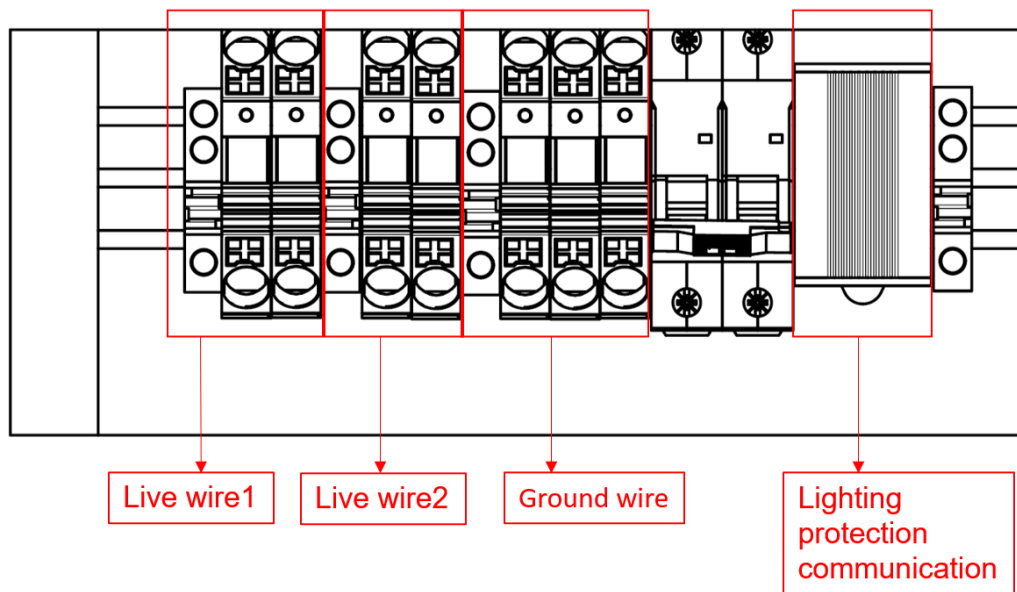 Live wire1
Live wire2
Ground wire
Lighting
protection
communication